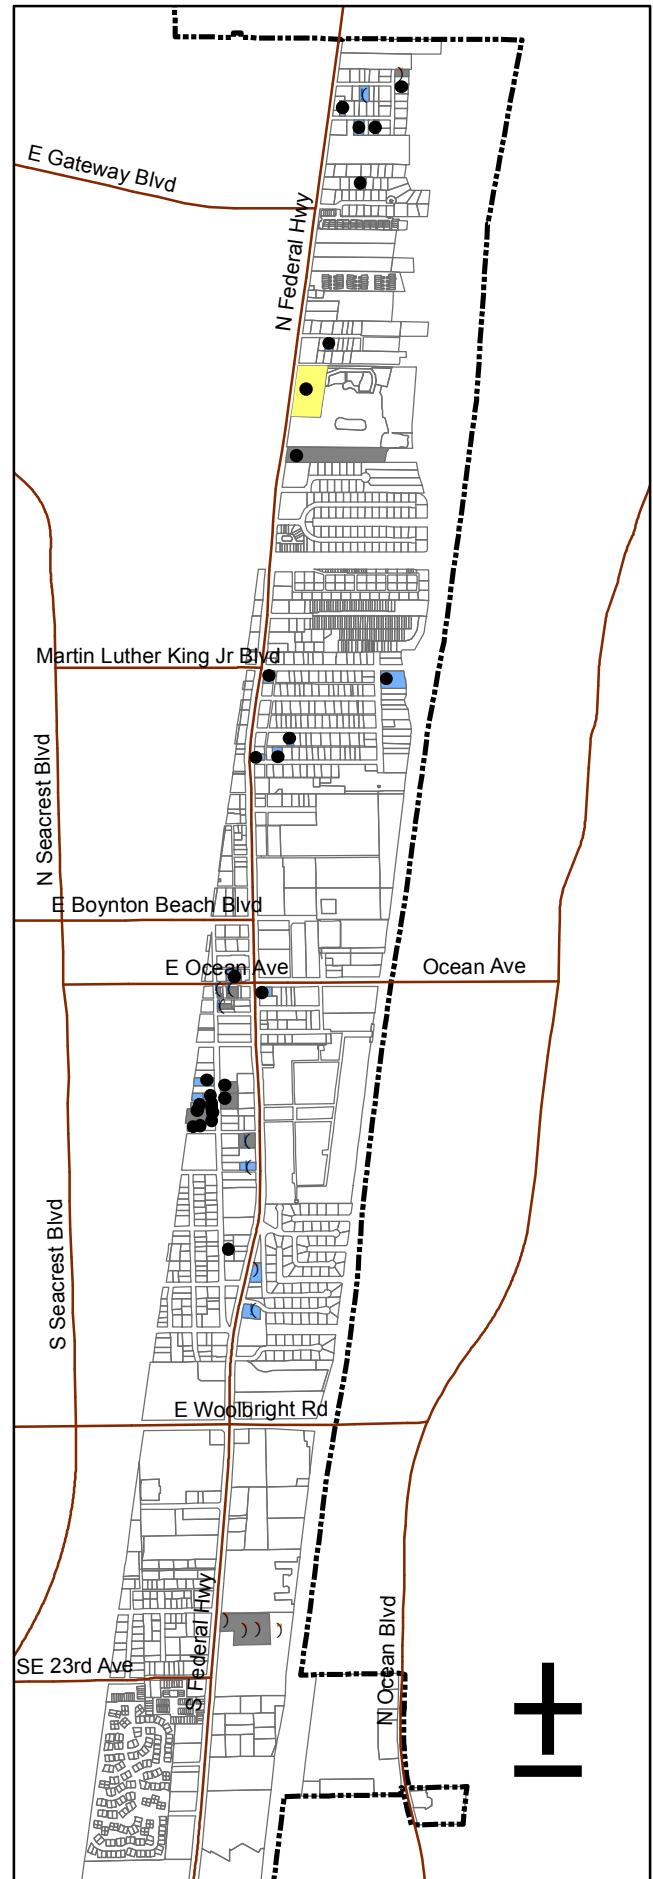 E Gateway Blvd
N Federal Hwy
Martin Luther King Jr Blvd
N Seacrest Blvd
E Boynton Beach Blvd
E Ocean Ave
Ocean Ave
S Seacrest Blvd
E Woolbright Rd
S Federal Hwy
N Ocean Blvd
SE 23rd Ave